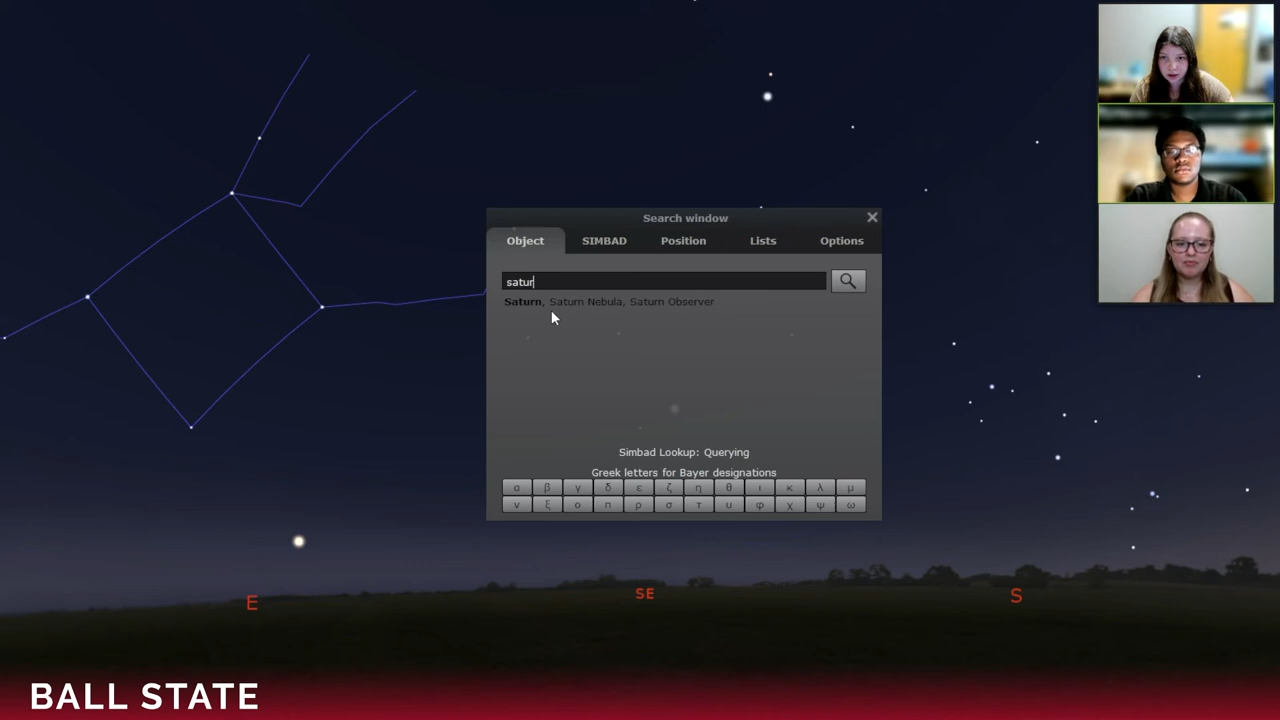 Search window
Object SIMBAD Position Lists Options
satur
Saturn, Saturn Nebula, Saturn Observer
Simbad Lookup: Querying
Greek letters for Bayer designations
α β γ δ ε ζ η θ ι κ λ μ
ν ξ ο π ρ σ τ υ φ χ ψ ω
E SE S
BALL STATE